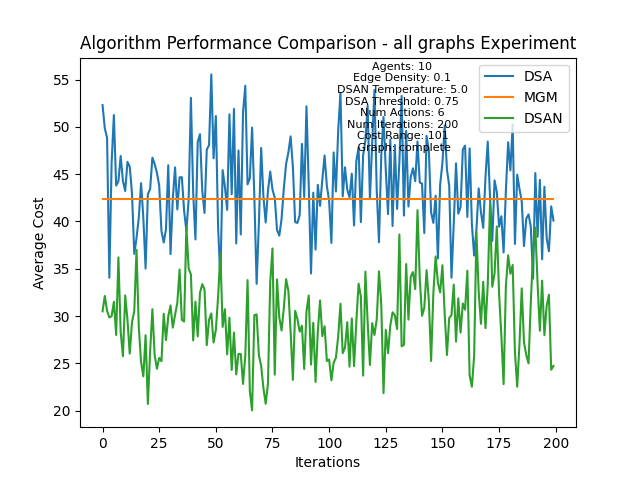 Algorithm Performance Comparison - all graphs Experiment
Agents: 10
Edge Density: 0.1
DSAN Temperature: 5.0
DSA Threshold: 0.75
Num Actions: 6
Num Iterations: 200
Cost Range: 101
Graph: complete
DSA
MGM
DSAN
Average Cost
55
50
45
40
35
30
25
20
0
25
50
75
100
125
150
175
200
Iterations